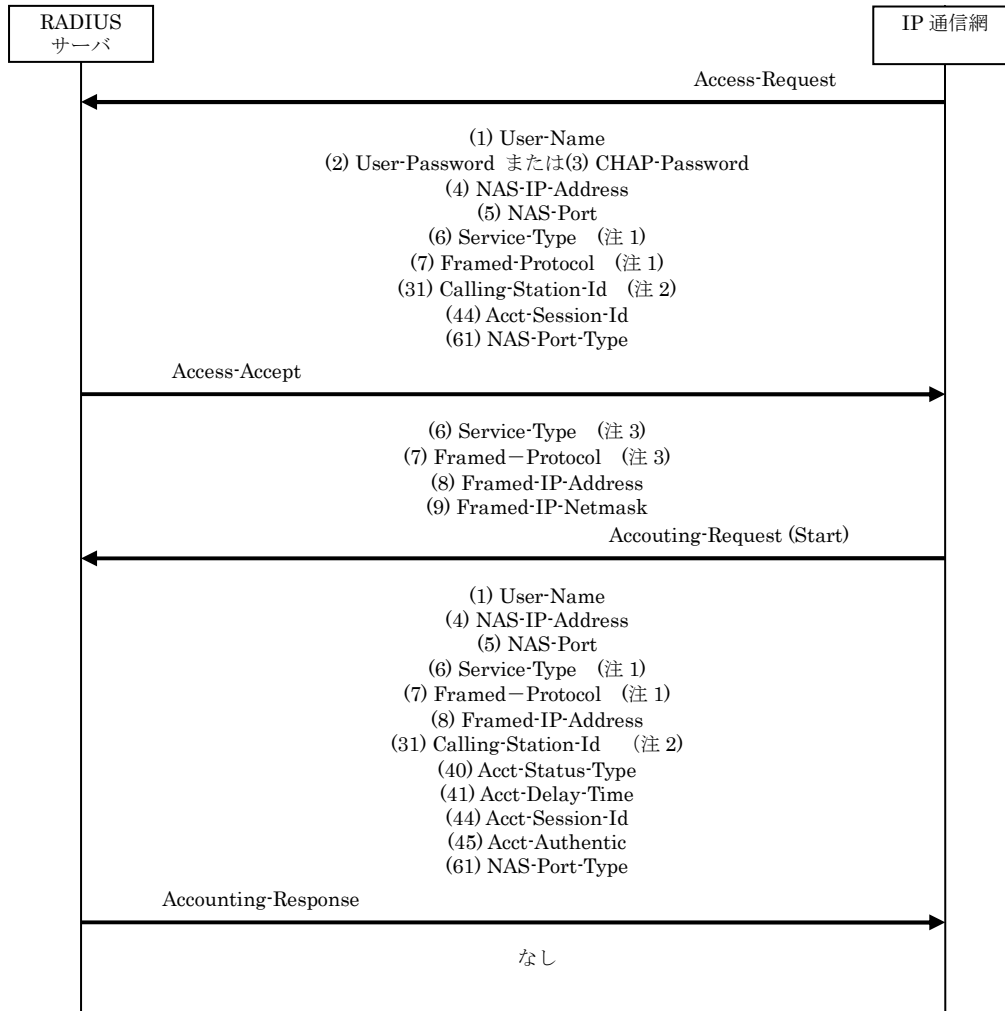 RADIUS
サーバ
IP 通信網
Access-Request
(1) User-Name
(2) User-Password または(3) CHAP-Password
(4) NAS-IP-Address
(5) NAS-Port
(6) Service-Type (注 1)
(7) Framed-Protocol (注 1)
(31) Calling-Station-Id (注 2)
(44) Acct-Session-Id
(61) NAS-Port-Type
Access-Accept
(6) Service-Type (注 3)
(7) Framed－Protocol (注 3)
(8) Framed-IP-Address
(9) Framed-IP-Netmask
Accouting-Request (Start)
(1) User-Name
(4) NAS-IP-Address
(5) NAS-Port
(6) Service-Type (注 1)
(7) Framed－Protocol (注 1)
(8) Framed-IP-Address
(31) Calling-Station-Id (注 2)
(40) Acct-Status-Type
(41) Acct-Delay-Time
(44) Acct-Session-Id
(45) Acct-Authentic
(61) NAS-Port-Type
Accounting-Response
なし